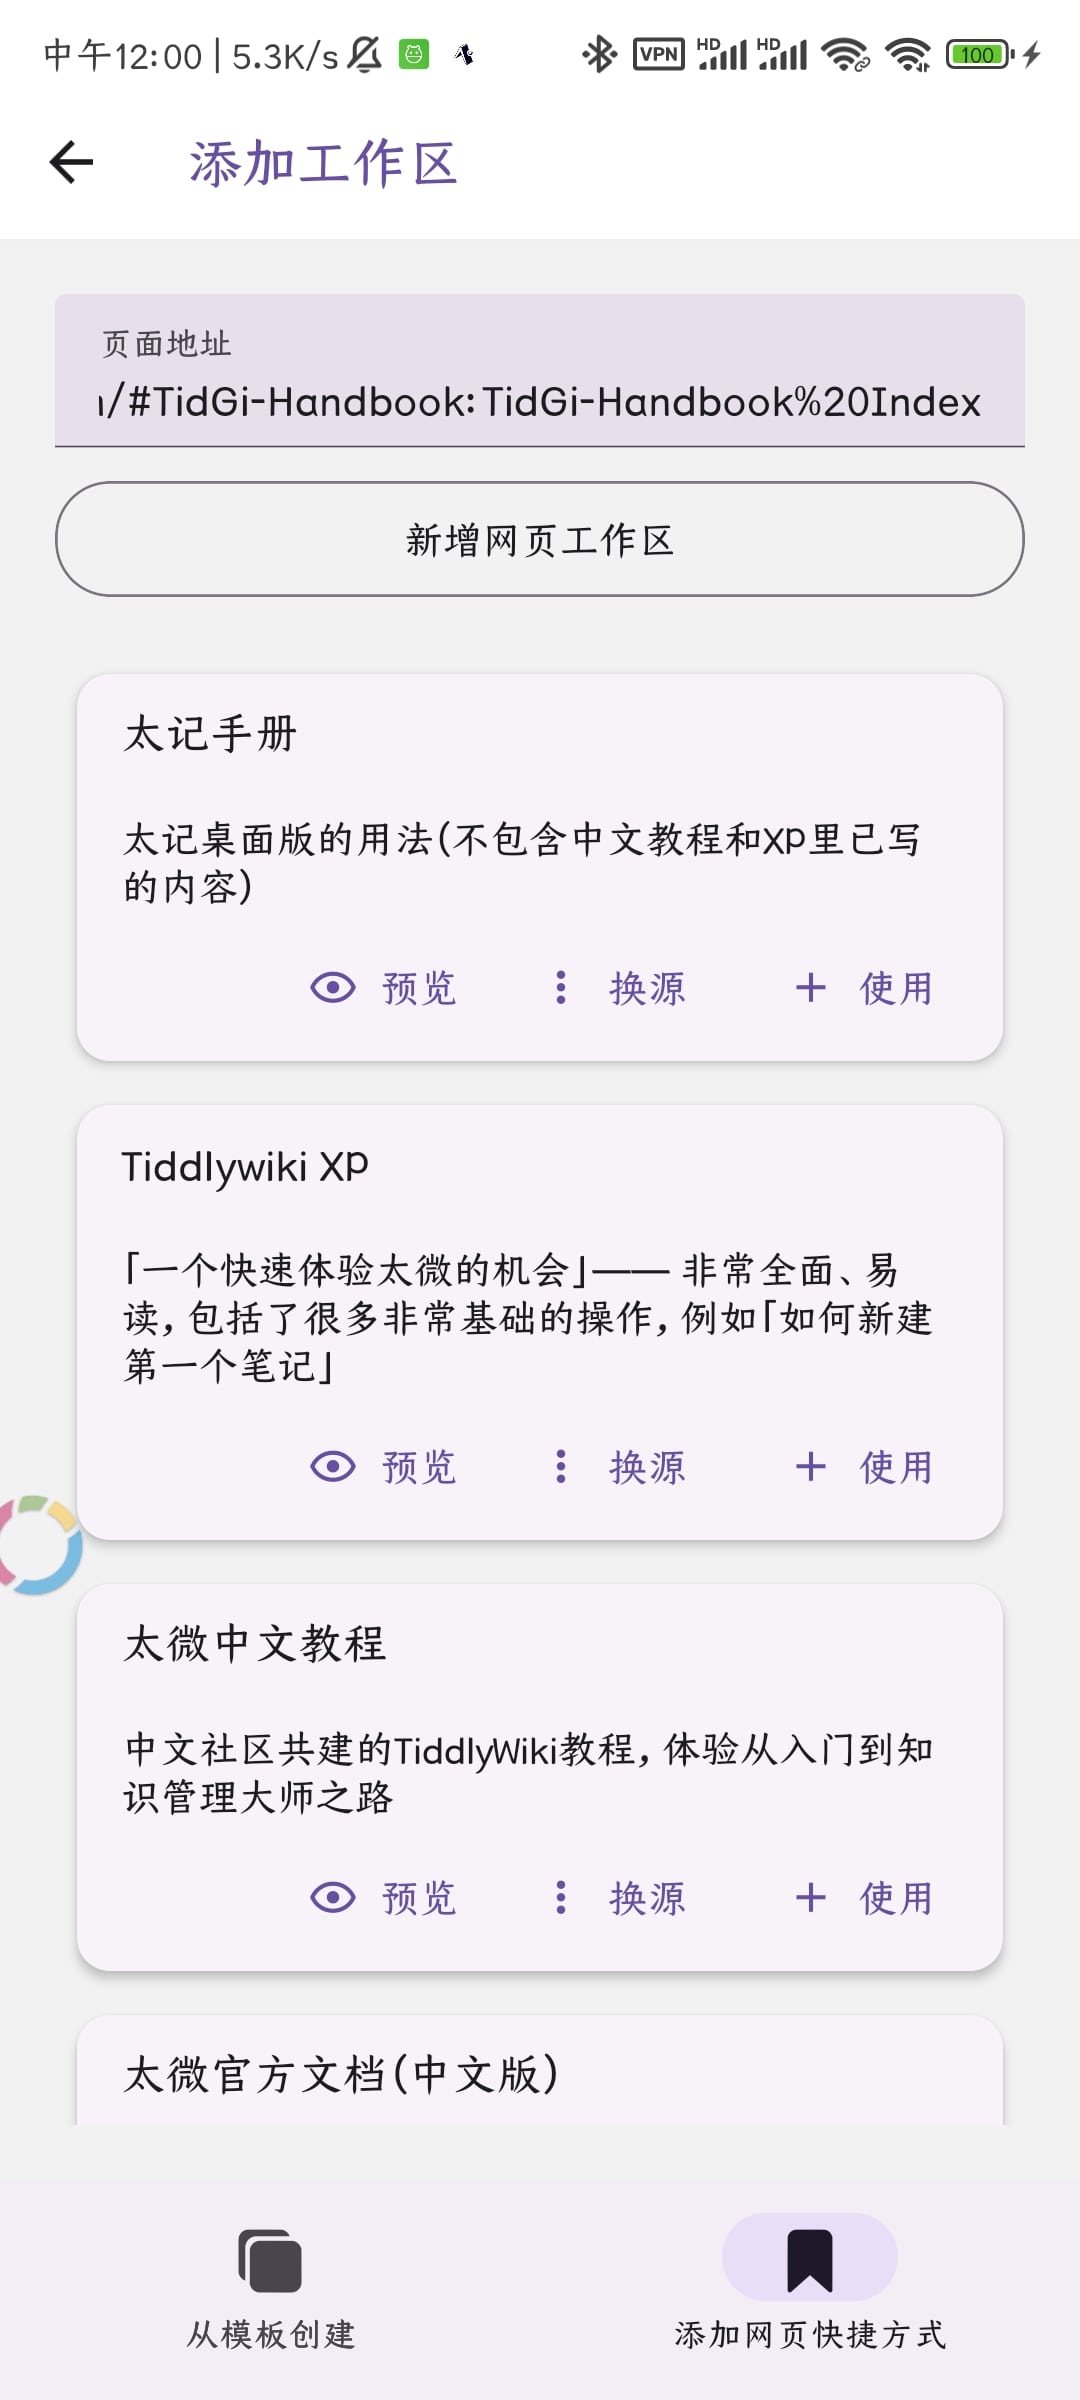 中午12:00 | 5.3K/s
VPN HD HD 100
添加工作区
页面地址
/#TidGi-Handbook:TidGi-Handbook%20Index
新增网页工作区
太记手册
太记桌面版的用法(不包含中文教程和XP里已写
的内容)
预览 换源 使用
Tiddlywiki XP
「一个快速体验太微的机会」—— 非常全面、易
读,包括了很多非常基础的操作,例如「如何新建
第一个笔记」
预览 换源 使用
太微中文教程
中文社区共建的TiddlyWiki教程,体验从入门到知
识管理大师之路
预览 换源 使用
太微官方文档(中文版)
从模板创建 添加网页快捷方式